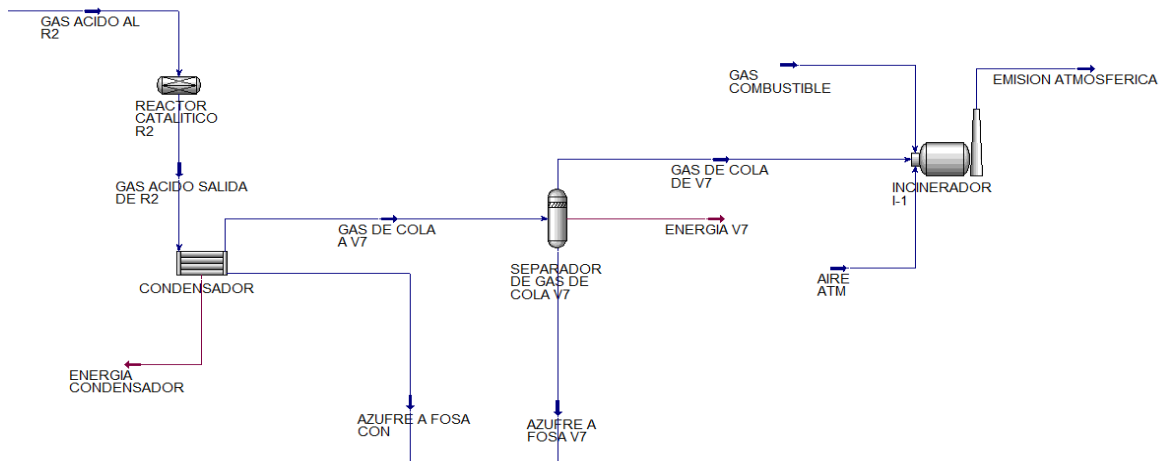 GAS ACIDO AL
R2
REACTOR
CATALITICO
R2
GAS ACIDO SALIDA
DE R2
CONDENSADOR
ENERGIA
CONDENSADOR
GAS DE COLA
A V7
AZUFRE A FOSA
CON
SEPARADOR
DE GAS DE
COLA V7
ENERGIA V7
AZUFRE A
FOSA V7
GAS DE COLA
DE V7
GAS
COMBUSTIBLE
AIRE
ATM
INCINERADOR
I-1
EMISION ATMOSFERICA